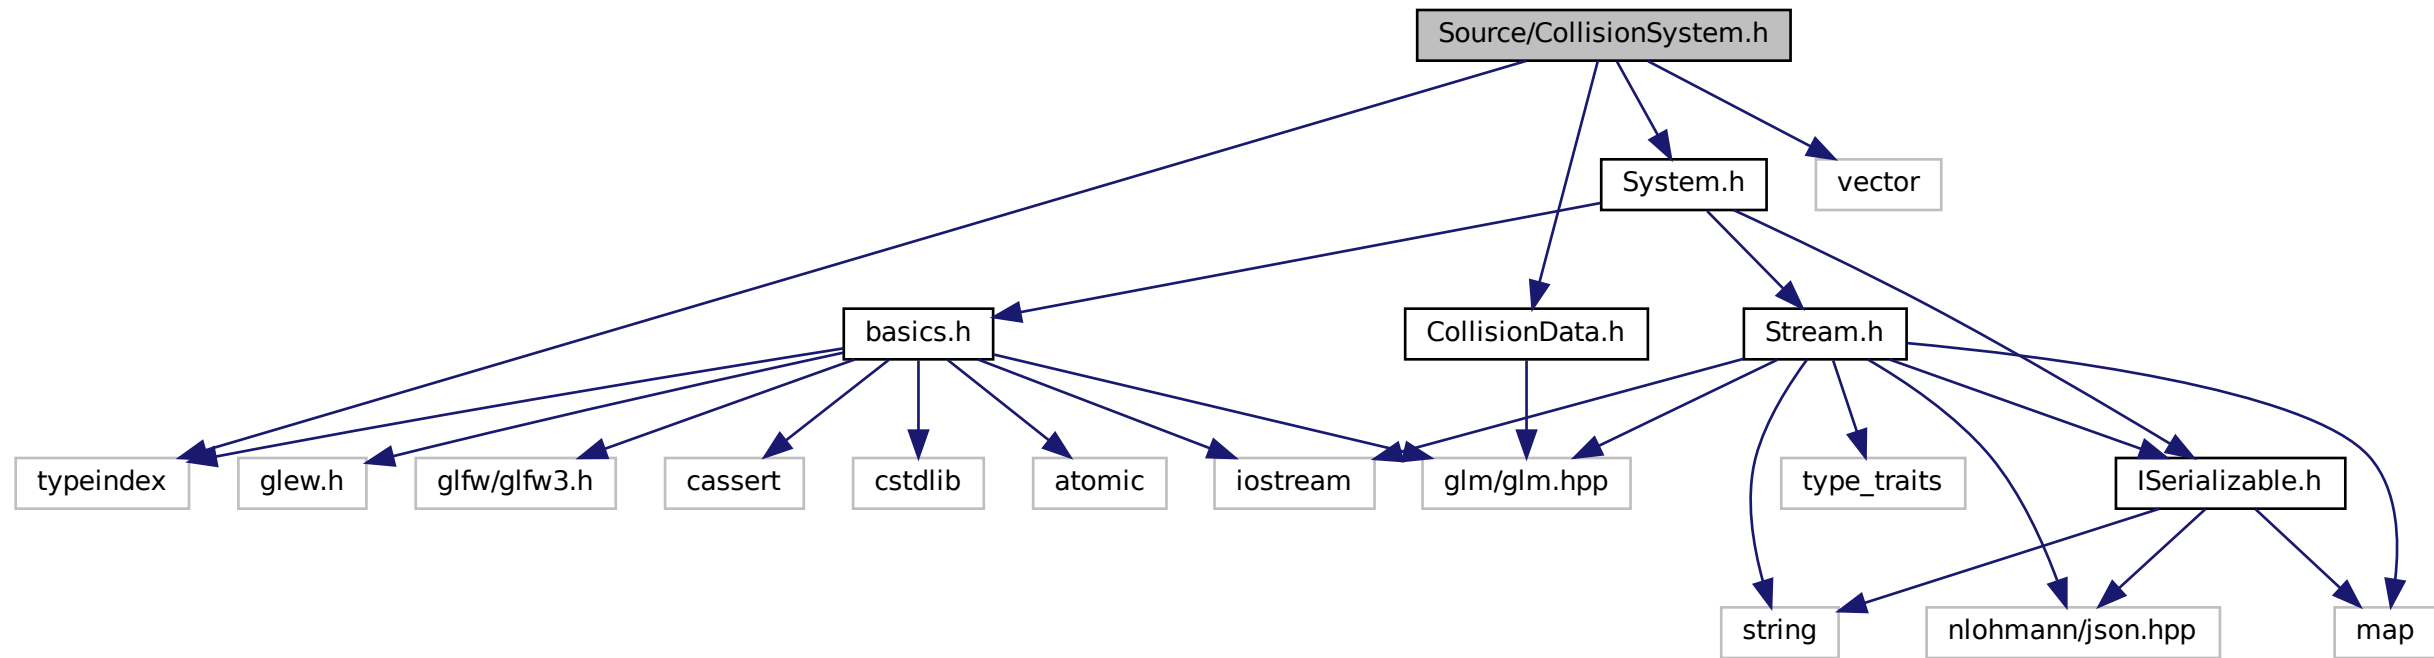 Source/CollisionSystem.h
System.h
vector
basics.h
CollisionData.h
Stream.h
typeindex
glew.h
glfw/glfw3.h
cassert
cstdlib
atomic
iostream
glm/glm.hpp
type_traits
ISerializable.h
string
nlohmann/json.hpp
map